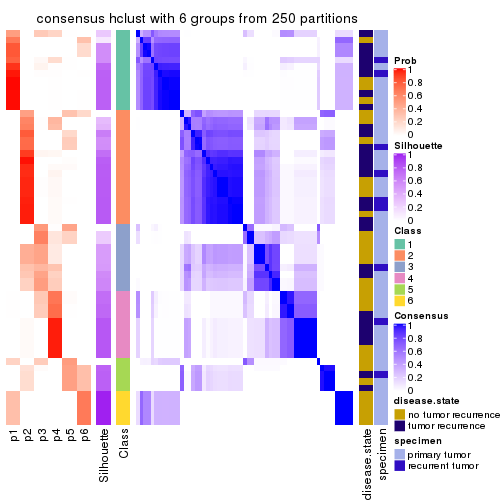 consensus hclust with 6 groups from 250 partitions
p1
p2
p3
p4
p5
p6
Silhouette
Class
disease.state
specimen
Prob
1
0.8
0.6
0.4
0.2
0
Silhouette
1
0.8
0.6
0.4
0.2
0
Class
1
2
3
4
5
6
Consensus
1
0.8
0.6
0.4
0.2
0
disease.state
no tumor recurrence
tumor recurrence
specimen
primary tumor
recurrent tumor